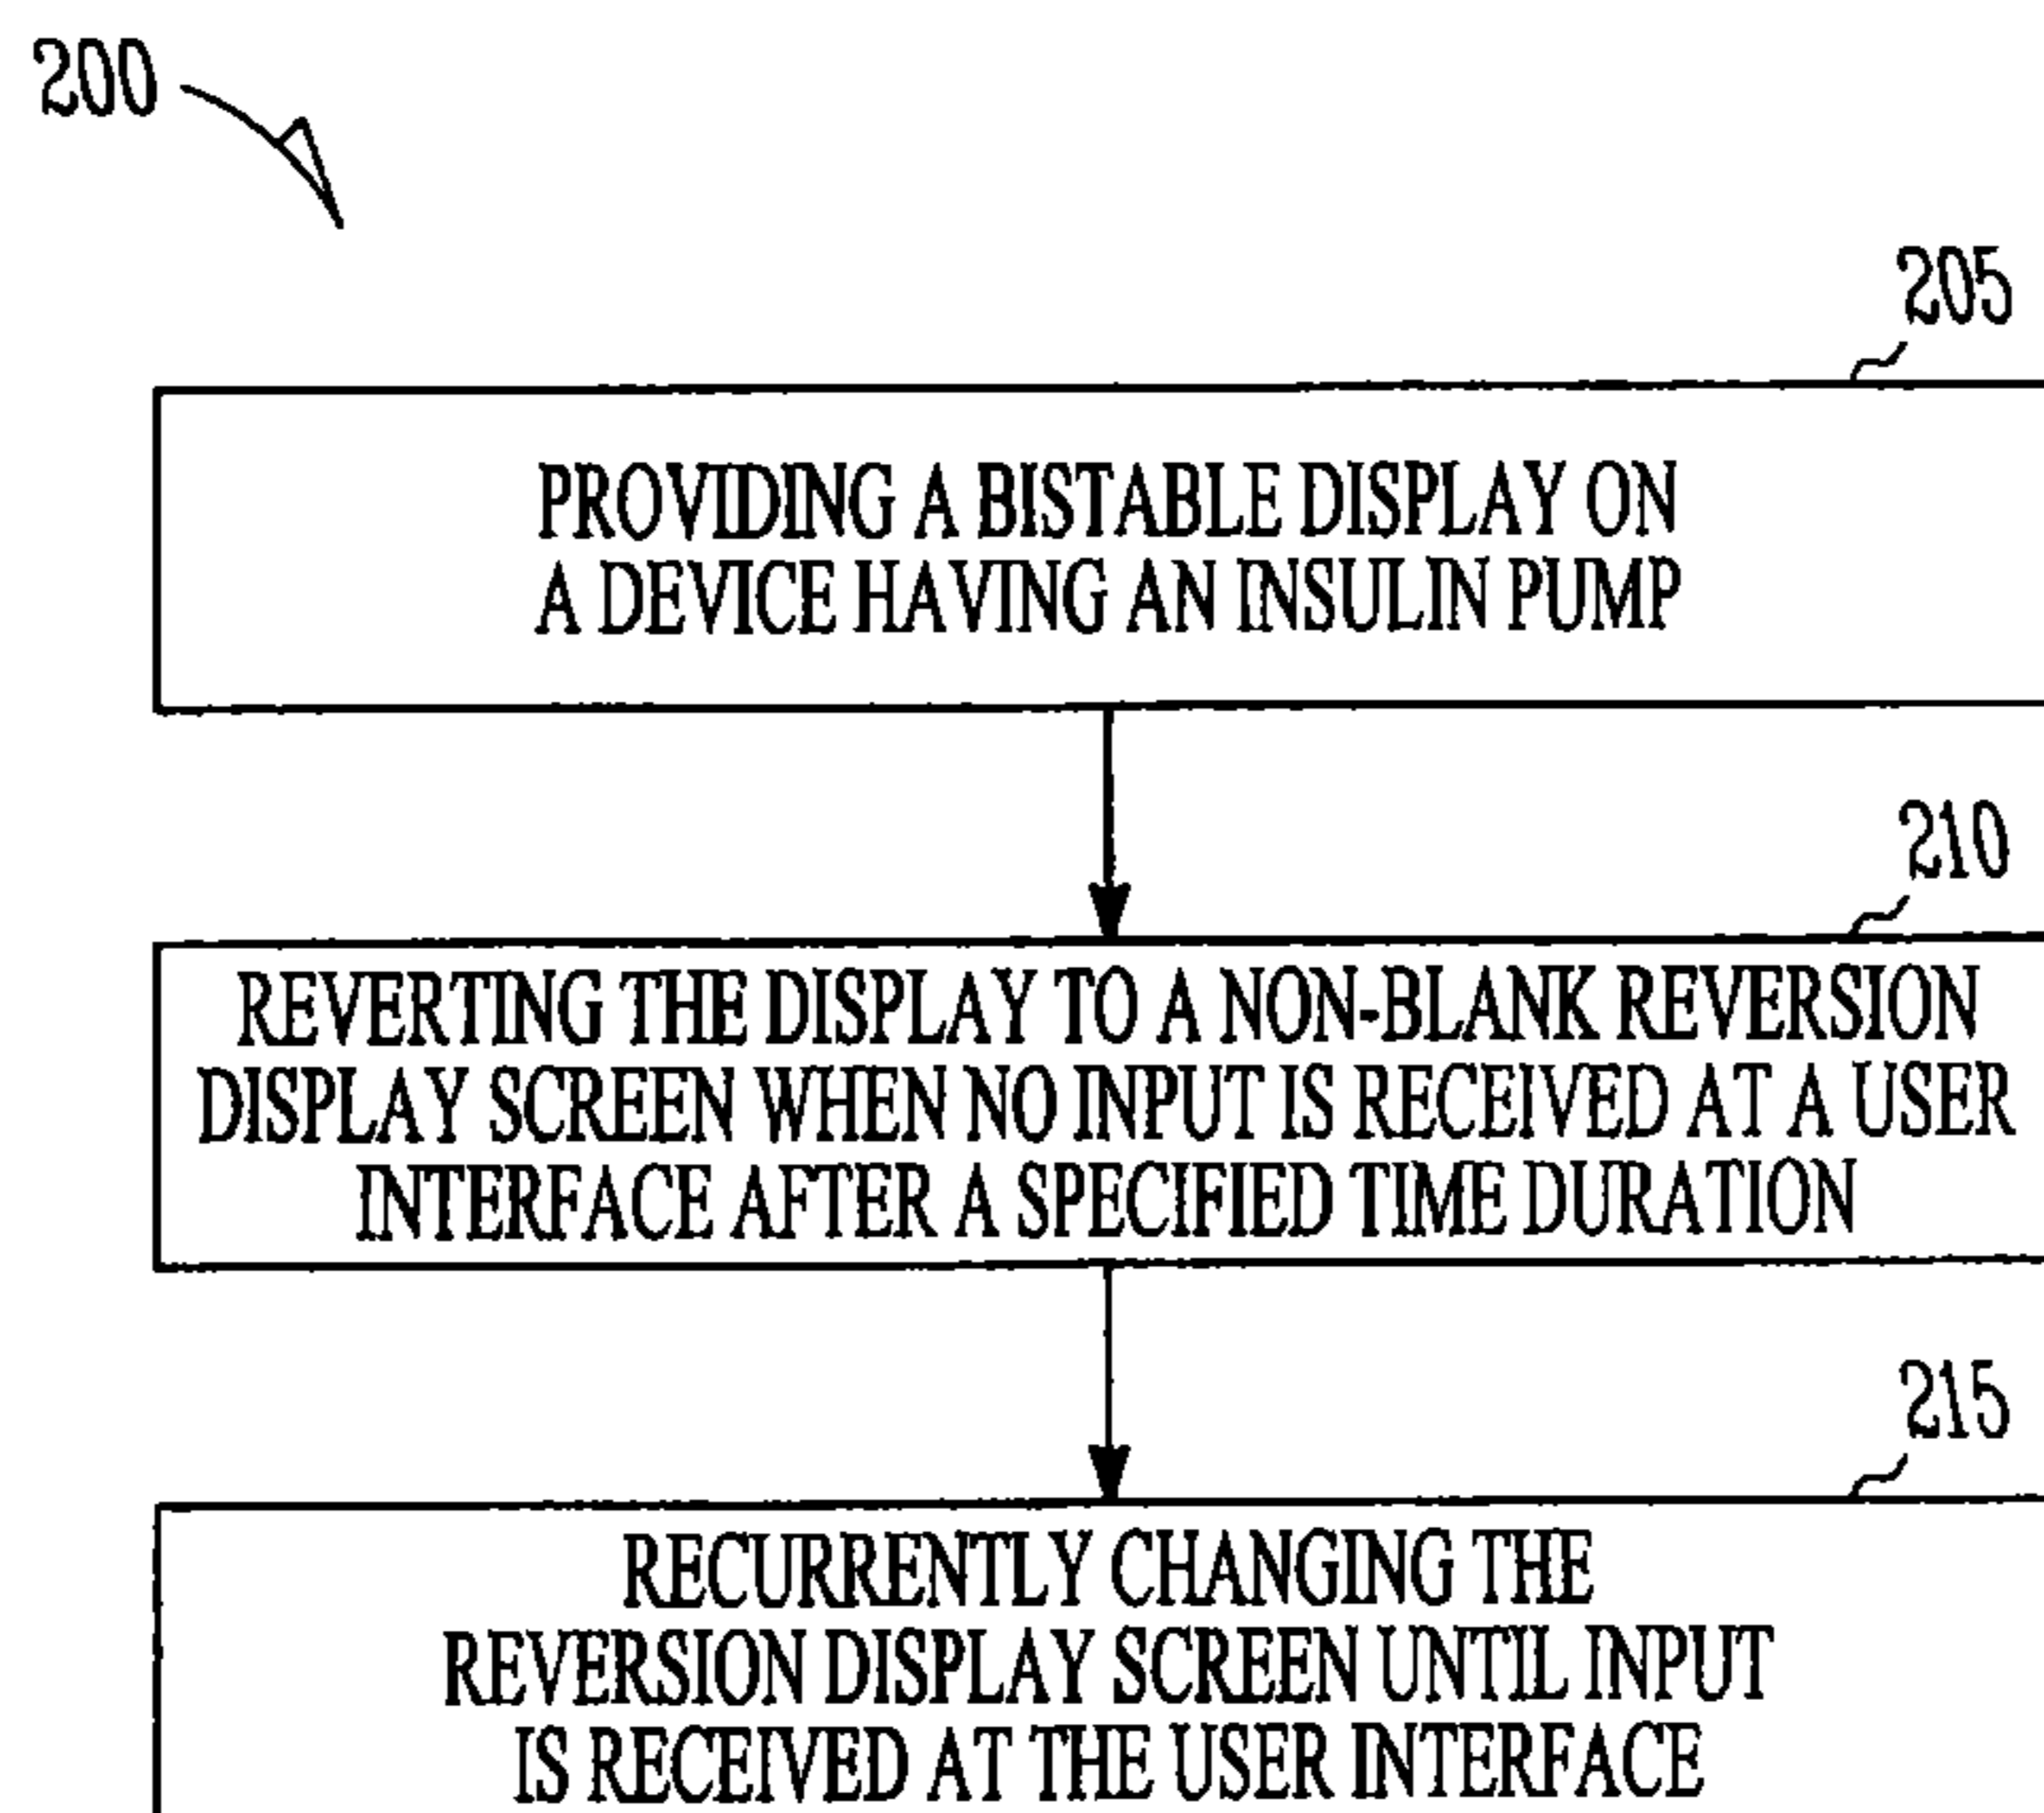 200
205
PROVIDING A BISTABLE DISPLAY ON
A DEVICE HAVING AN INSULIN PUMP
210
REVERTING THE DISPLAY TO A NON-BLANK REVERSION
DISPLAY SCREEN WHEN NO INPUT IS RECEIVED AT A USER
INTERFACE AFTER A SPECIFIED TIME DURATION
215
RECURRENTLY CHANGING THE
REVERSION DISPLAY SCREEN UNTIL INPUT
IS RECEIVED AT THE USER INTERFACE